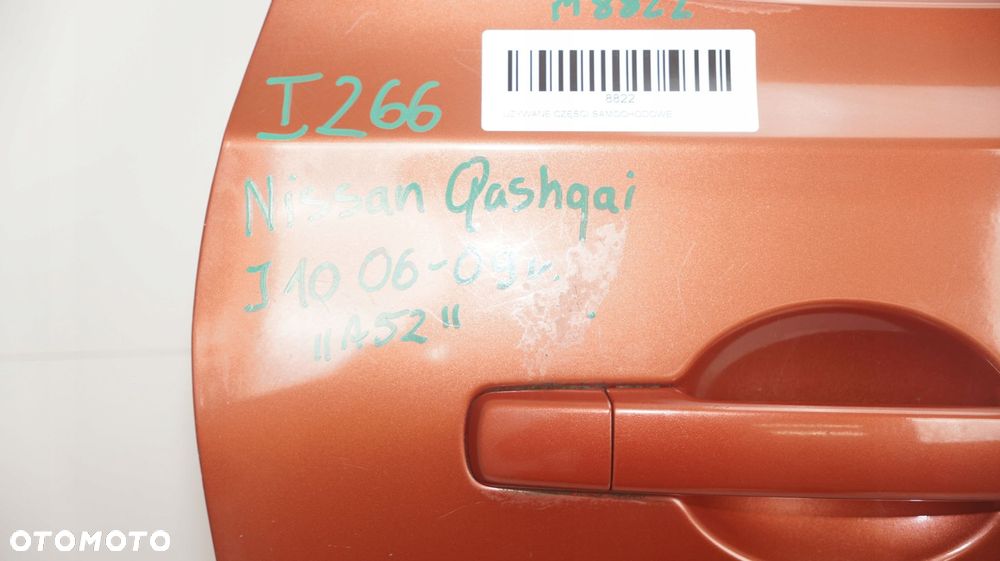 M8822
8822
UŻYWANE CZĘŚCI SAMOCHODOWE
I266
Nissan Qashqai
J10 06-09r.
"A52"
OTOMOTO